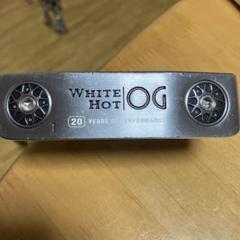 WHITE HOT OG
20 YEARS OF PERFORMANCE